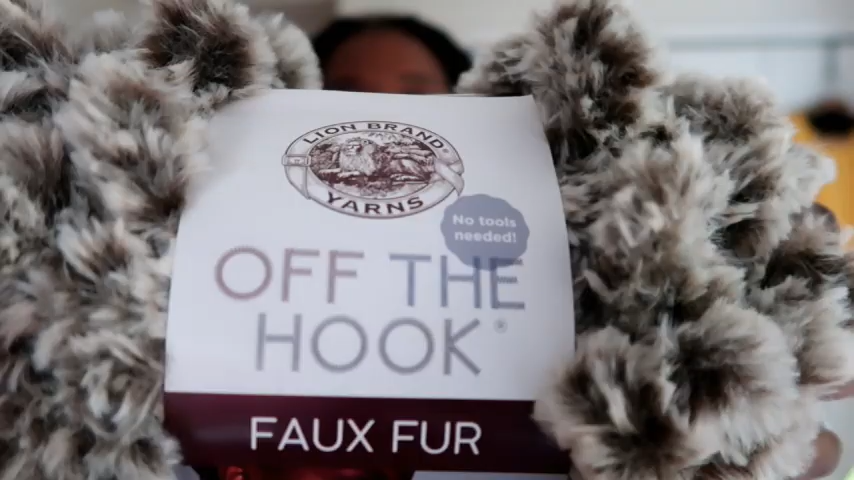 LION BRAND
YARNS
No tools
needed!
OFF THE
HOOK®
FAUX FUR